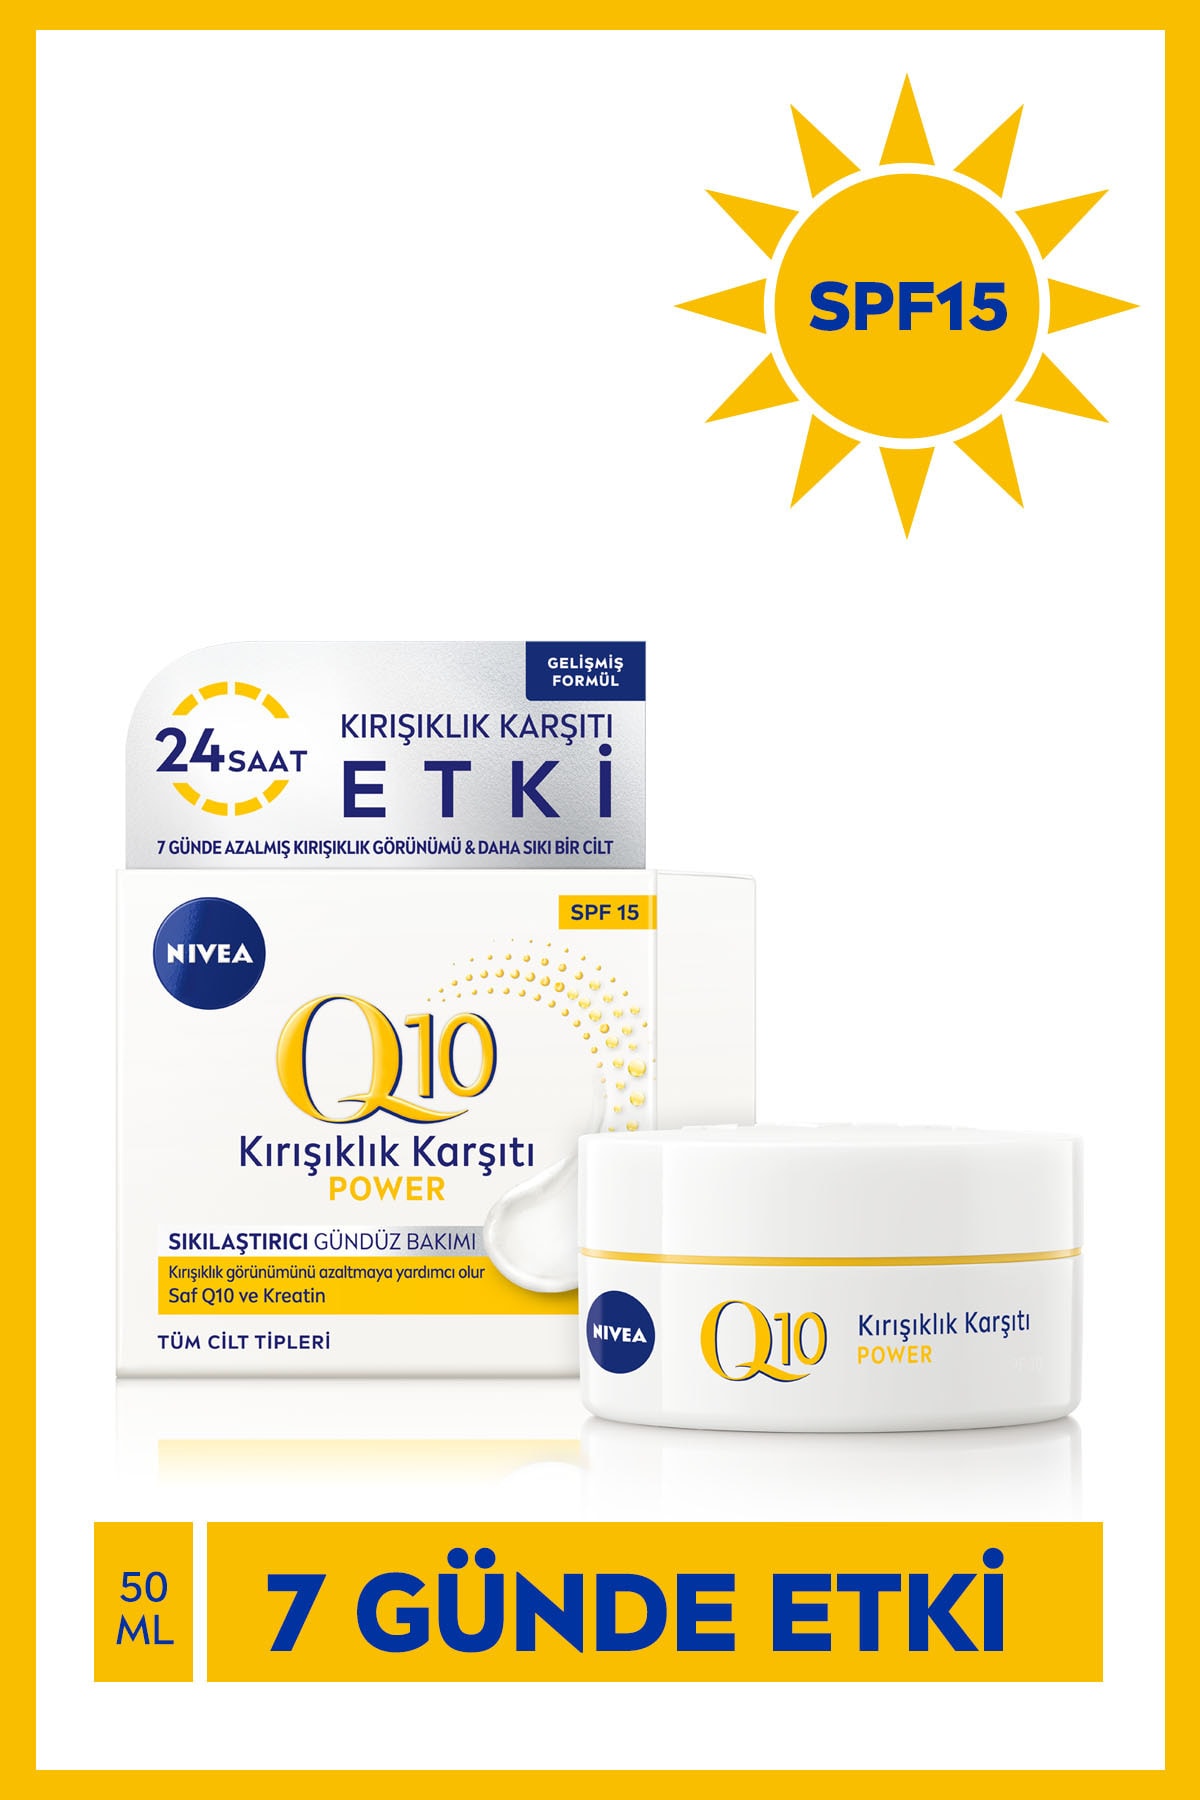 SPF15
GELİŞMİŞ
FORMÜL
24 SAAT
KIRIŞIKLIK KARŞITI
ETKİ
7 GÜNDE AZALMIŞ KIRIŞIKLIK GÖRÜNÜMÜ & DAHA SIKI BİR CİLT
SPF 15
NIVEA
Q10
Kırışıklık Karşıtı
POWER
SIKILAŞTIRICI GÜNDÜZ BAKIMI
Kırışıklık görünümünü azaltmaya yardımcı olur
Saf Q10 ve Kreatin
TÜM CİLT TİPLERİ
NIVEA
Q10
Kırışıklık Karşıtı
POWER
50
ML
7 GÜNDE ETKİ